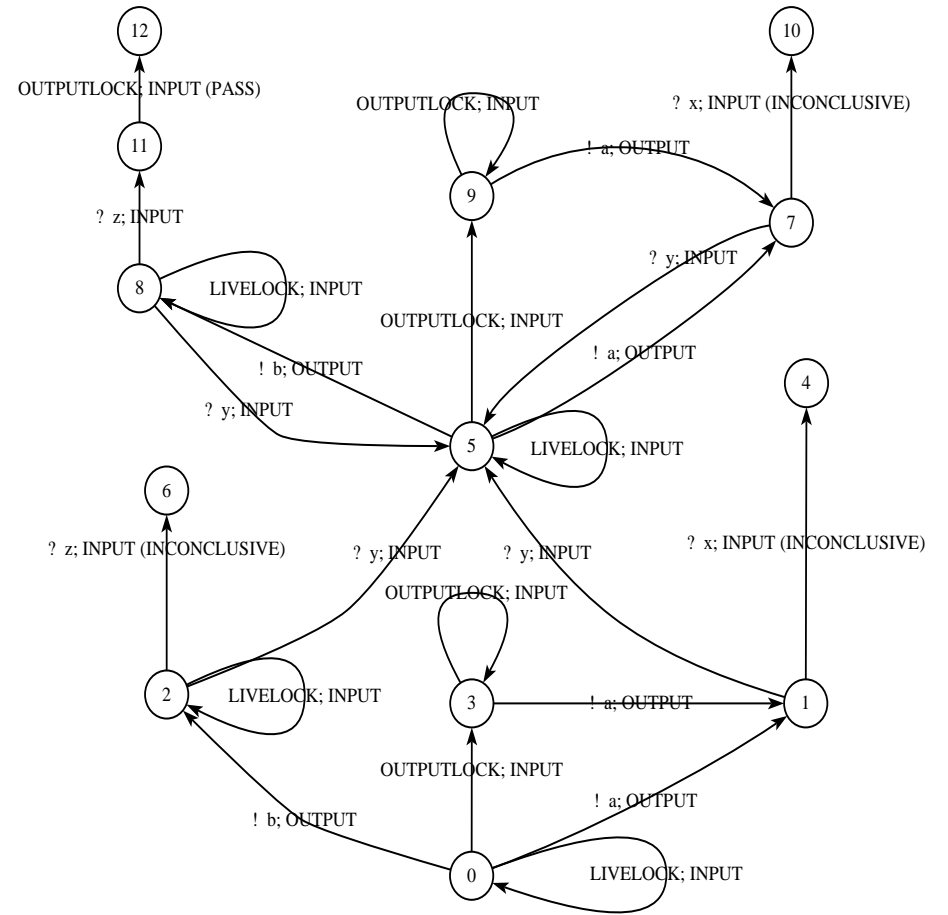 12
10
OUTPUTLOCK; INPUT (PASS)
OUTPUTLOCK; INPUT
? x; INPUT (INCONCLUSIVE)
11
! a; OUTPUT
9
? z; INPUT
7
? y; INPUT
8
LIVELOCK; INPUT
OUTPUTLOCK; INPUT
! a; OUTPUT
! b; OUTPUT
4
? y; INPUT
5
LIVELOCK; INPUT
6
? x; INPUT (INCONCLUSIVE)
? z; INPUT (INCONCLUSIVE)
? y; INPUT
? y; INPUT
OUTPUTLOCK; INPUT
2
LIVELOCK; INPUT
3
! a; OUTPUT
1
OUTPUTLOCK; INPUT
! a; OUTPUT
! b; OUTPUT
0
LIVELOCK; INPUT